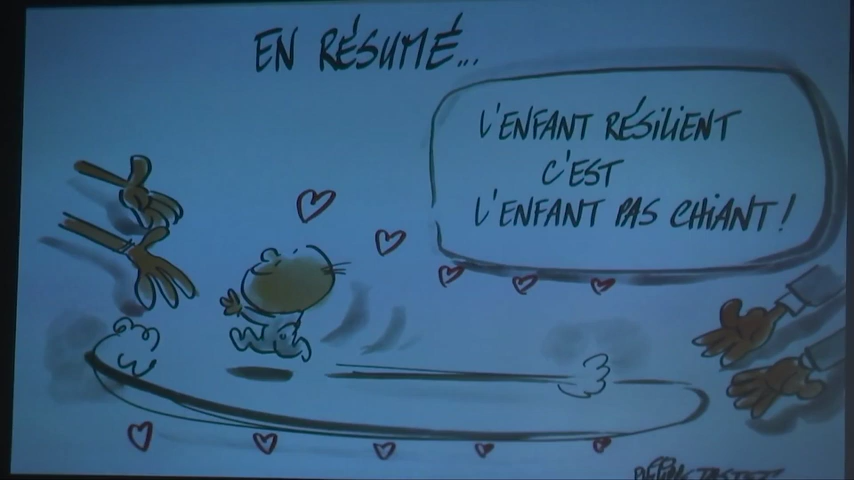 EN RÉSUMÉ...
L'ENFANT RÉSILIENT
C'EST
L'ENFANT PAS CHIANT !